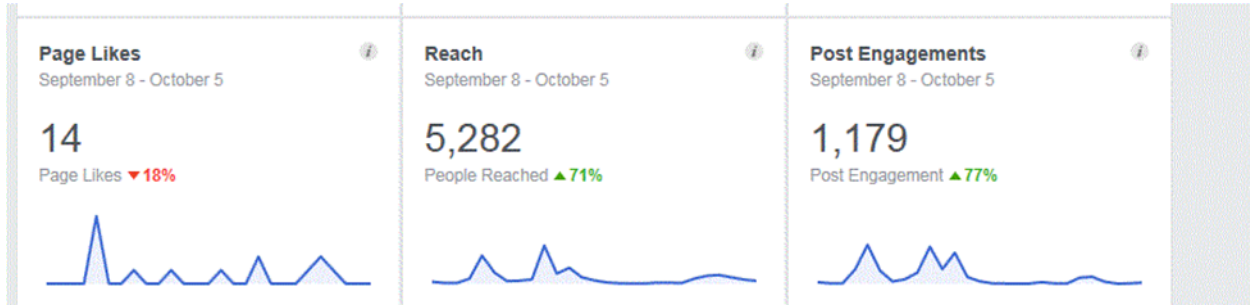 Page Likes i
September 8 - October 5
14
Page Likes ▼18%
Reach i
September 8 - October 5
5,282
People Reached ▲71%
Post Engagements i
September 8 - October 5
1,179
Post Engagement ▲77%